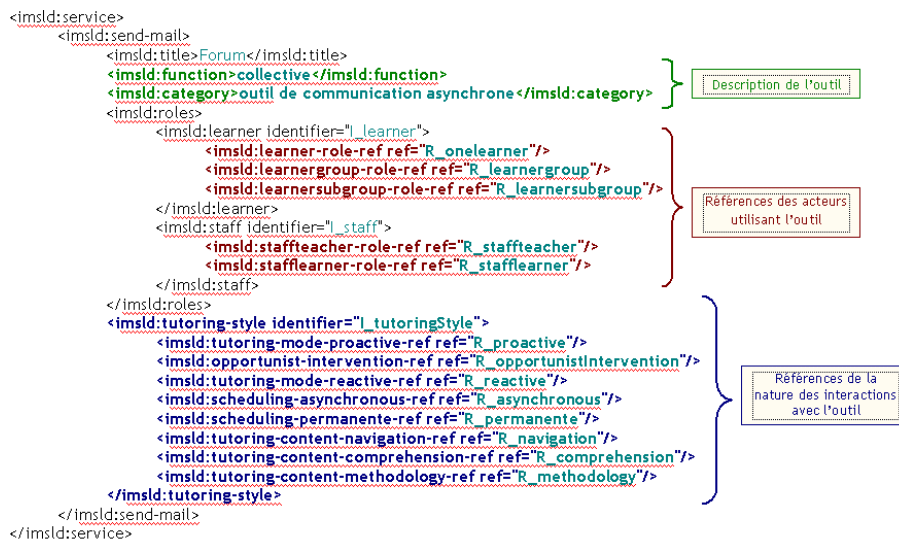 <imsld:service>
<imsld:send-mail>
<imsld:title>Forum</imsld:title>
<imsld:function>collective</imsld:function>
<imsld:category>outil de communication asynchrone</imsld:category>
Description de l'outil
<imsld:roles>
<imsld:learner identifier="I_learner">
<imsld:learner-role-ref ref="R_onelearner"/>
<imsld:learnergroup-role-ref ref="R_learnergroup"/>
<imsld:learnersubgroup-role-ref ref="R_learnersubgroup"/>
</imsld:learner>
Références des acteurs
utilisant l'outil
<imsld:staff identifier="I_staff">
<imsld:staffteacher-role-ref ref="R_staffteacher"/>
<imsld:stafflearner-role-ref ref="R_stafflearner"/>
</imsld:staff>
</imsld:roles>
<imsld:tutoring-style identifier="I_tutoringStyle">
<imsld:tutoring-mode-proactive-ref ref="R_proactive"/>
<imsld:opportunist-intervention-ref ref="R_opportunistIntervention"/>
<imsld:tutoring-mode-reactive-ref ref="R_reactive"/>
<imsld:scheduling-asynchronous-ref ref="R_asynchronous"/>
<imsld:scheduling-permanente-ref ref="R_permanente"/>
<imsld:tutoring-content-navigation-ref ref="R_navigation"/>
<imsld:tutoring-content-comprehension-ref ref="R_comprehension"/>
<imsld:tutoring-content-methodology-ref ref="R_methodology"/>
</imsld:tutoring-style>
Références de la
nature des interactions
avec l'outil
</imsld:send-mail>
</imsld:service>